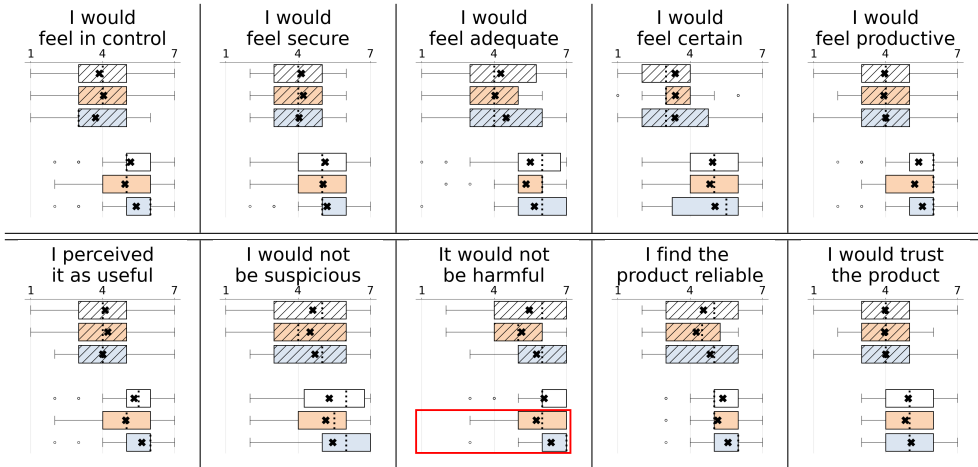 I would
feel in control
1 4 7
I would
feel secure
1 4 7
I would
feel adequate
1 4 7
I would
feel certain
1 4 7
I would
feel productive
1 4 7
I perceived
it as useful
1 4 7
I would not
be suspicious
1 4 7
It would not
be harmful
1 4 7
I find the
product reliable
1 4 7
I would trust
the product
1 4 7